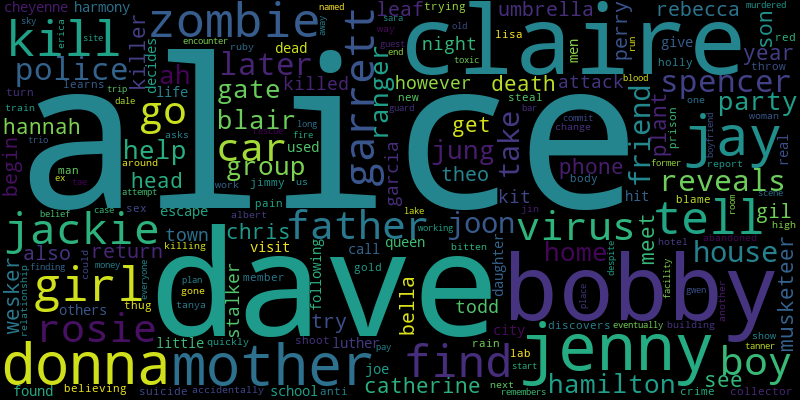 alice
dave
claire
bobby
jenny
jay
donna
mother
father
girl
kill
zombie
police
car
go
garrett
rosie
jackie
virus
find
tell
boy
later
gate
blair
group
help
hannah
head
ah
killer
decides
life
learns
trip
dale
site
erica
sky
cheyenne
harmony
turn
train
trio
asks
around
man
ex
tae
attempt
begin
belief
case
sex
escape
work
jimmy
albert
pain
used
long
fire
us
killed
dead
encounter
ruby
away
named
ranger
leaf
trying
sara
way
guest
end
however
night
umbrella
lisa
old
toxic
new
guard
death
attack
men
perry
rebecca
give
year
holly
son
red
murdered
throw
spencer
party
friend
plant
run
blood
steal
bar
get
take
jung
theo
garcia
phone
body
kit
hit
commit
change
prison
former
one
boyfriend
woman
report
real
scene
reveals
blame
room
gil
high
meet
house
hotel
abandoned
musketeer
home
joon
jin
lake
working
queen
daughter
bitten
call
gold
visit
chris
town
killing
also
return
wesker
finding
relationship
could
money
everyone
others
thug
plan
gone
tanya
member
stalker
following
try
luther
bella
todd
city
rain
lab
start
discovers
eventually
building
facility
despite
place
gwen
another
show
tanner
see
crime
collector
hamilton
next
remembers
catherine
joe
pay
shoot
anti
school
accidentally
quickly
little
suicide
believing
found